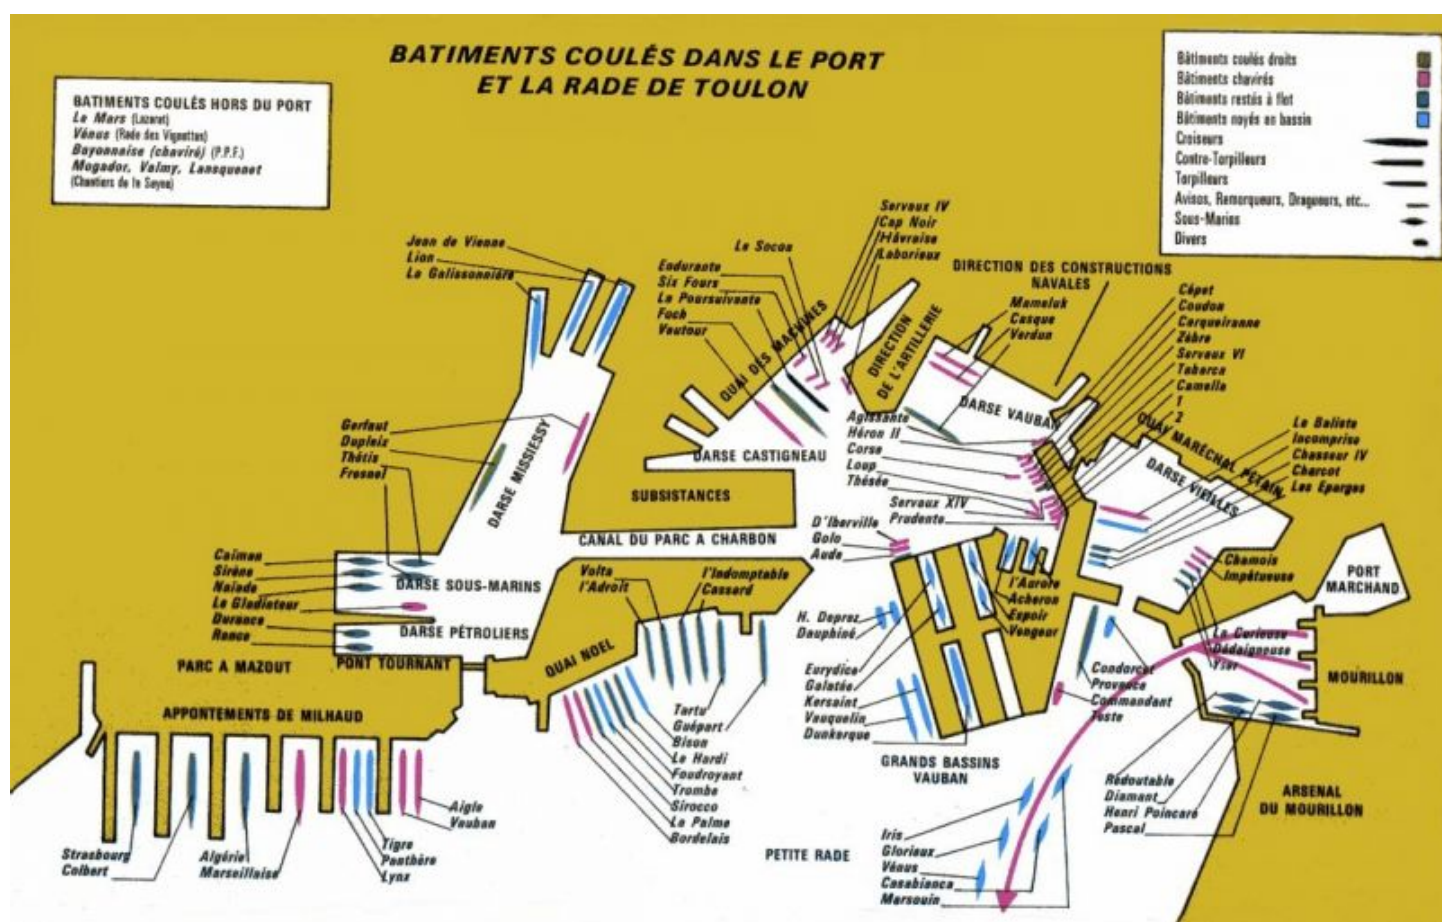 BATIMENTS COULÉS DANS LE PORT
ET LA RADE DE TOULON
BATIMENTS COULÉS HORS DU PORT
Le Mars (Lazaret)
Vénus (Rade des Vignettes)
Bayonnaise (chaviré) (P.P.F.)
Mogador, Valmy, Lansquenet
(Chantiers de la Seyne)
Bâtiments coulés droits
Bâtiments chavirés
Bâtiments restés à flot
Bâtiments noyés en bassin
Croiseurs
Contre-Torpilleurs
Torpilleurs
Avisos, Remorqueurs, Dragueurs, etc...
Sous-Marins
Divers
Jean de Vienne
Lion
La Galissonnière
Le Socoa
Servaux IV
Cap Noir
Hâvraise
Laborieux
Endurante
Six Fours
La Poursuivante
Foch
Vautour
QUAI DES MACHINES
DIRECTION
DE L'ARTILLERIE
DIRECTION DES CONSTRUCTIONS
NAVALES
Mameluk
Casque
Verdun
Cépet
Coudon
Carqueiranne
Zèbre
Servaux VI
Tabarca
Camelle
1
2
DARSE VAUBAN
QUAI MARÉCHAL PÉTAIN
DARSE VIEILLES
La Baliste
Incomprise
Chasseur IV
Charcot
Les Eparges
Gerfaut
Dupleix
Thétis
Fresnel
DARSE MISSIESSY
DARSE CASTIGNEAU
SUBSISTANCES
Agissante
Héron II
Corse
Loup
Thésée
Servaux XIV
Prudente
CANAL DU PARC A CHARBON
D'Iberville
Golo
Aude
Caïman
Sirène
Naïade
Le Gladiateur
Durance
Rance
DARSE SOUS-MARINS
DARSE PÉTROLIERS
PONT TOURNANT
PARC A MAZOUT
APPONTEMENTS DE MILHAUD
QUAI NOEL
Volta
l'Adroit
l'Indomptable
Cassard
H. Deprez
Dauphiné
l'Aurore
Acheron
Espoir
Vengeur
Chamois
Impétueuse
PORT
MARCHAND
La Curieuse
Dédaigneuse
Yser
MOURILLON
Eurydice
Galatée
Kersaint
Vauquelin
Dunkerque
Condorcet
Provence
Commandant
Teste
Tartu
Guépart
Bison
Le Hardi
Foudroyant
Trombe
Sirocco
La Palme
Bordelais
GRANDS BASSINS
VAUBAN
Rédoutable
Diamant
Henri Poincaré
Pascal
ARSENAL
DU MOURILLON
Aigle
Vauban
Tigre
Panthère
Lynx
Strasbourg
Colbert
Algérie
Marseillaise
PETITE RADE
Iris
Glorieux
Vénus
Casabianca
Marsouin